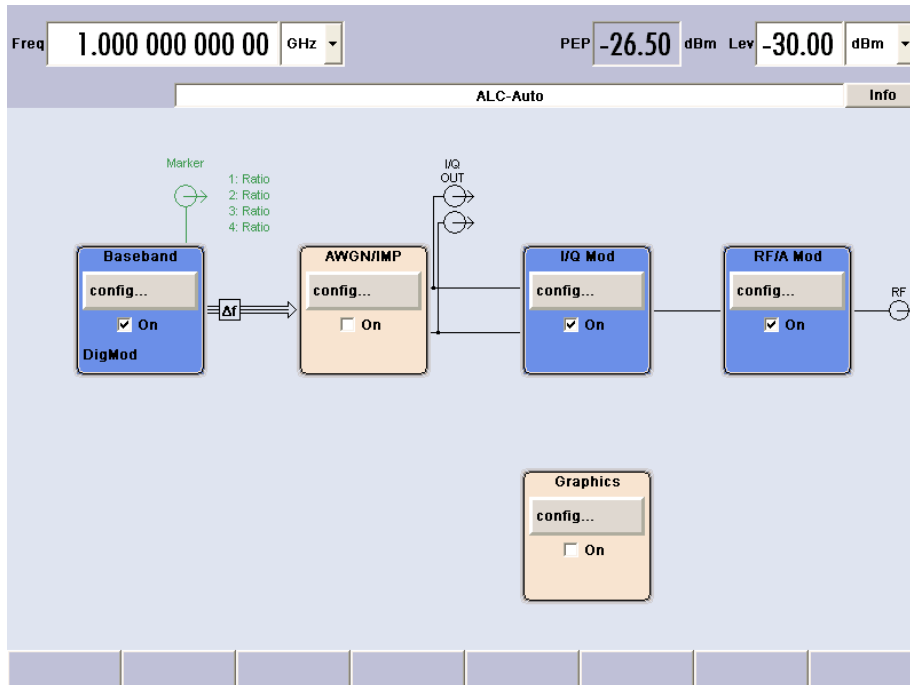 Freq 1.000 000 000 00 GHz PEP -26.50 dBm Lev -30.00 dBm
ALC-Auto Info
Marker
1: Ratio
2: Ratio
3: Ratio
4: Ratio
I/Q
OUT
Baseband AWGN/IMP I/Q Mod RF/A Mod
config... config... config... config...
Δf
RF
On On On On
DigMod
Graphics
config...
On